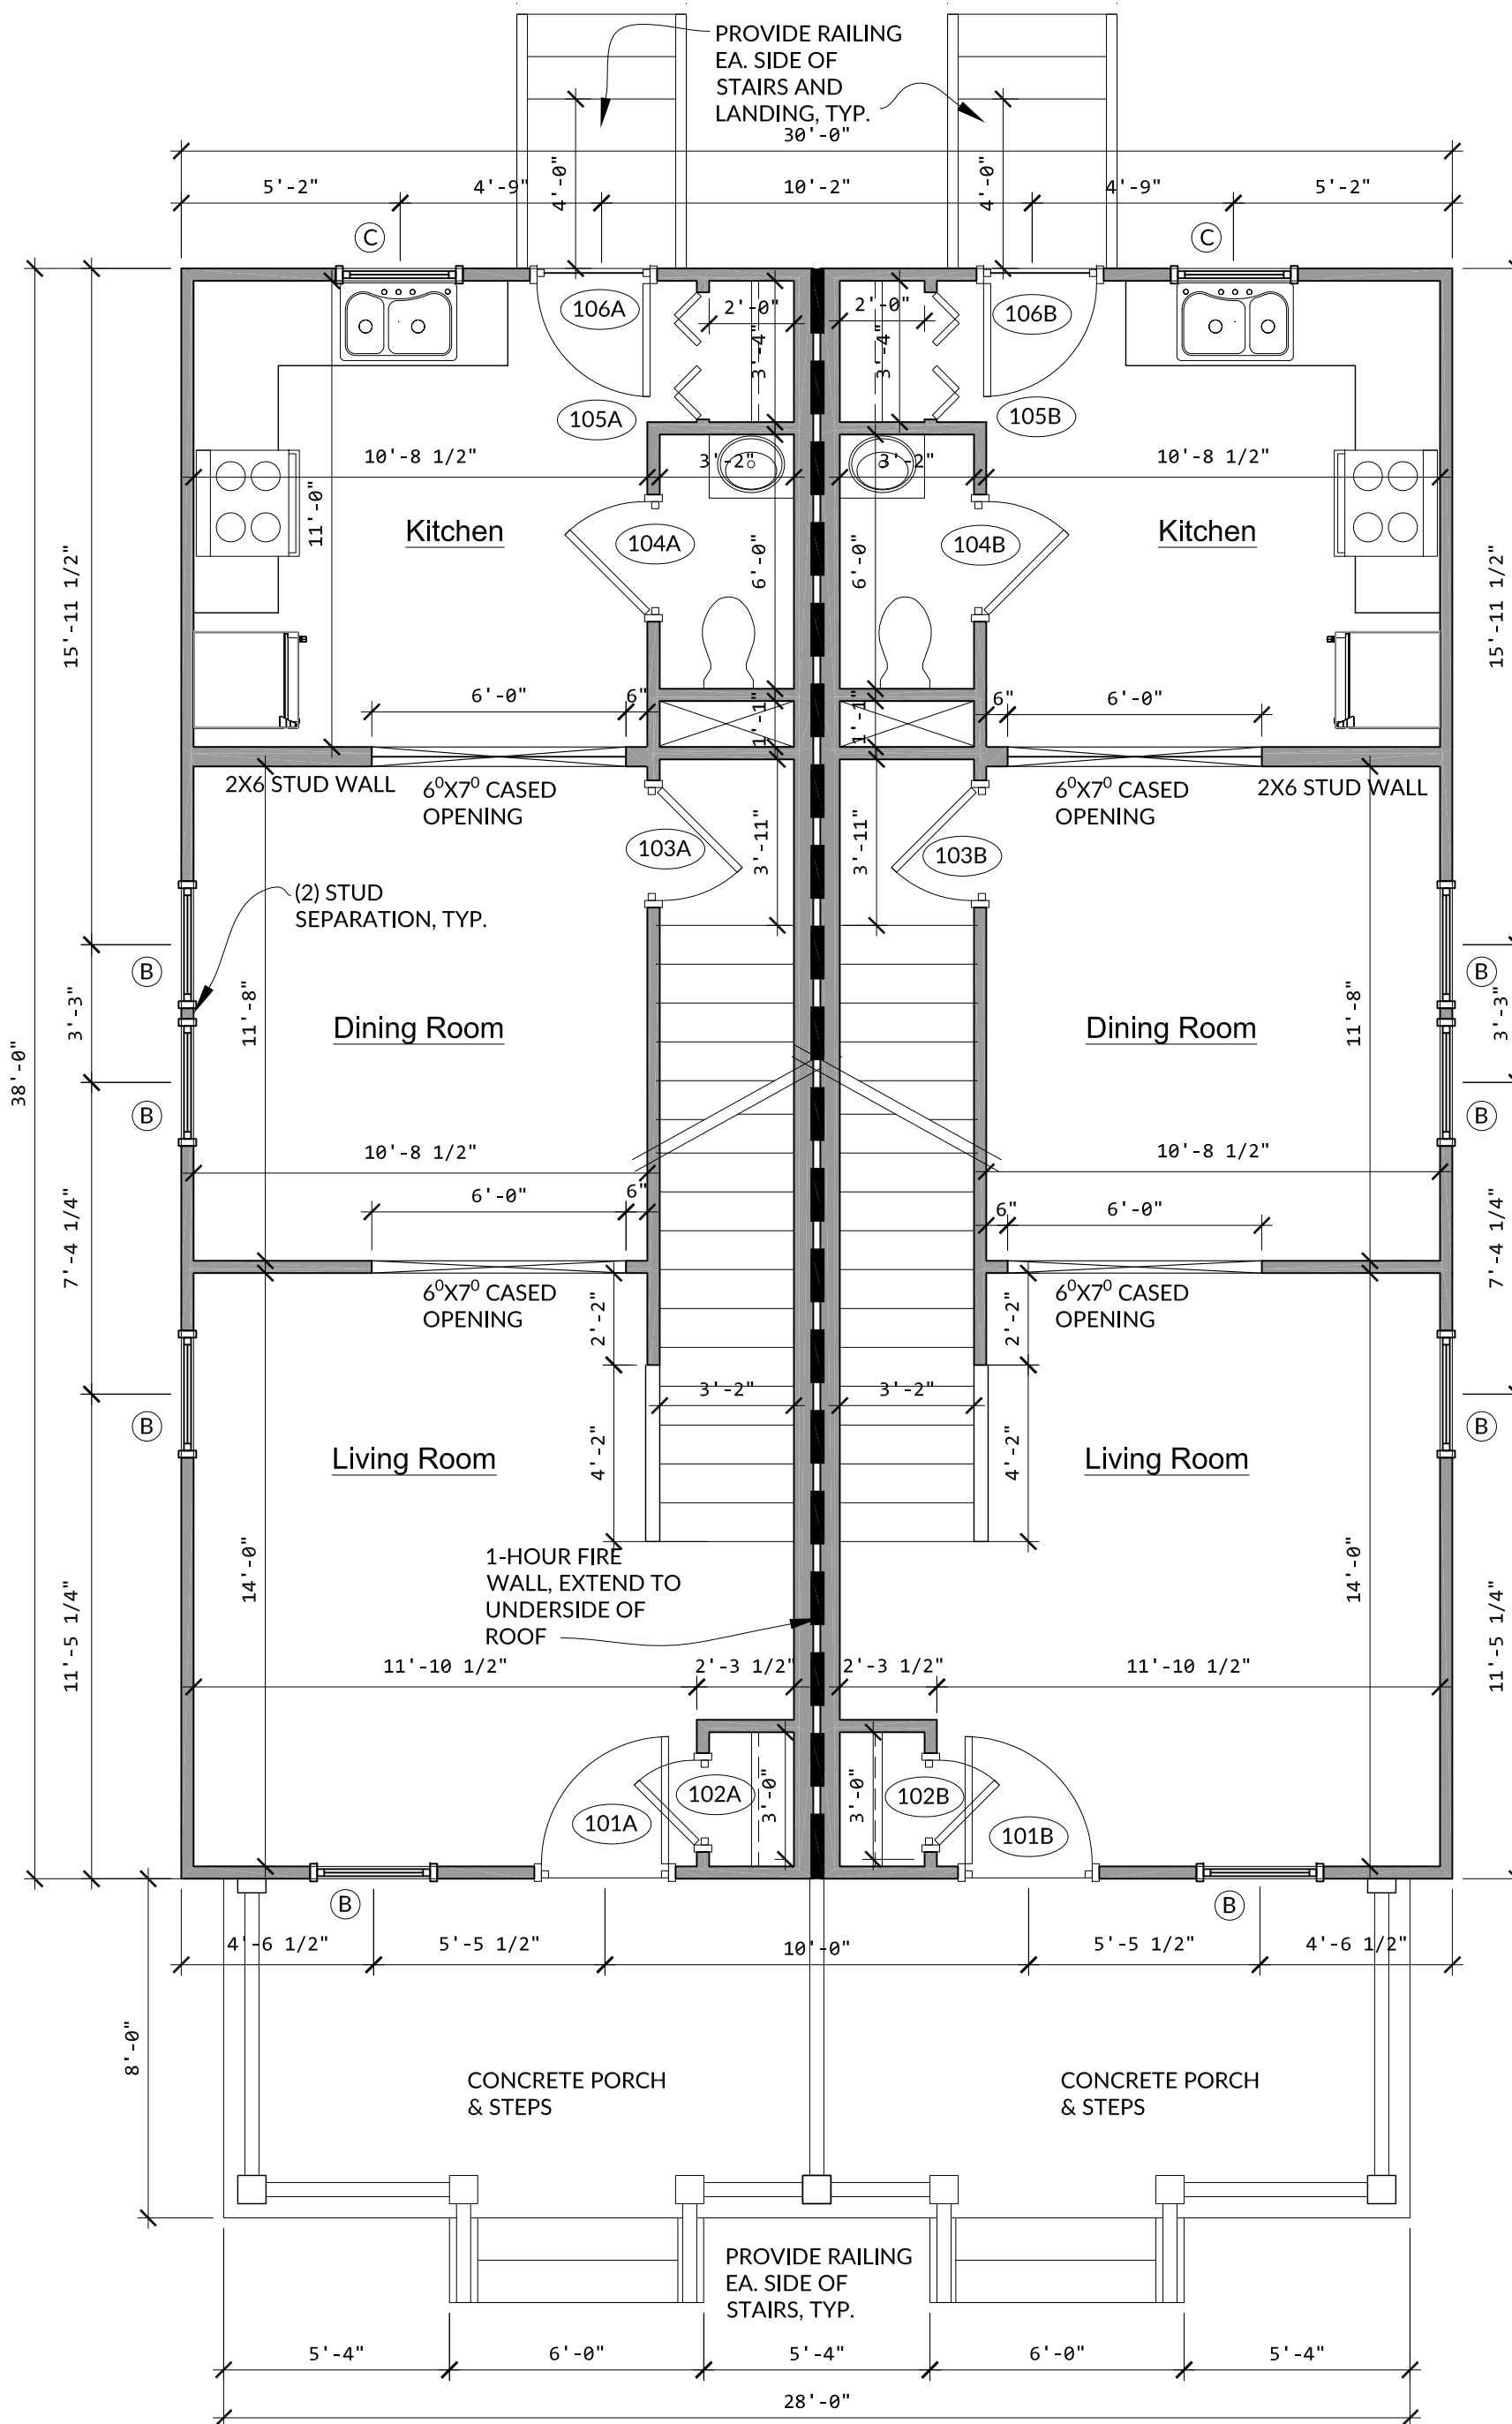 PROVIDE RAILING
EA. SIDE OF
STAIRS AND
LANDING, TYP.
30'-0"
5'-2"
4'-9"
10'-2"
4'-9"
5'-2"
4'-0"
4'-0"
C
C
106A
2'-0"
2'-0"
106B
3'-4"
3'-4"
105A
105B
10'-8 1/2"
3'-2"
3'-2"
10'-8 1/2"
11'-0"
Kitchen
104A
104B
Kitchen
6'-0"
6'-0"
15'-11 1/2"
15'-11 1/2"
6'-0"
6"
6"
6'-0"
1'-1"
1'-1"
2X6 STUD WALL
6⁰X7⁰ CASED
OPENING
6⁰X7⁰ CASED
OPENING
2X6 STUD WALL
103A
3'-11"
3'-11"
103B
(2) STUD
SEPARATION, TYP.
B
B
3'-3"
11'-8"
11'-8"
3'-3"
Dining Room
Dining Room
38'-0"
B
B
10'-8 1/2"
10'-8 1/2"
6'-0"
6"
6"
6'-0"
7'-4 1/4"
7'-4 1/4"
6⁰X7⁰ CASED
OPENING
6⁰X7⁰ CASED
OPENING
2'-2"
2'-2"
3'-2"
3'-2"
B
B
Living Room
4'-2"
4'-2"
Living Room
14'-0"
14'-0"
1-HOUR FIRE
WALL, EXTEND TO
UNDERSIDE OF
ROOF
11'-5 1/4"
11'-5 1/4"
11'-10 1/2"
2'-3 1/2"
2'-3 1/2"
11'-10 1/2"
101A
102A
3'-0"
3'-0"
102B
101B
B
B
4'-6 1/2"
5'-5 1/2"
10'-0"
5'-5 1/2"
4'-6 1/2"
8'-0"
CONCRETE PORCH
& STEPS
CONCRETE PORCH
& STEPS
PROVIDE RAILING
EA. SIDE OF
STAIRS, TYP.
5'-4"
6'-0"
5'-4"
6'-0"
5'-4"
28'-0"